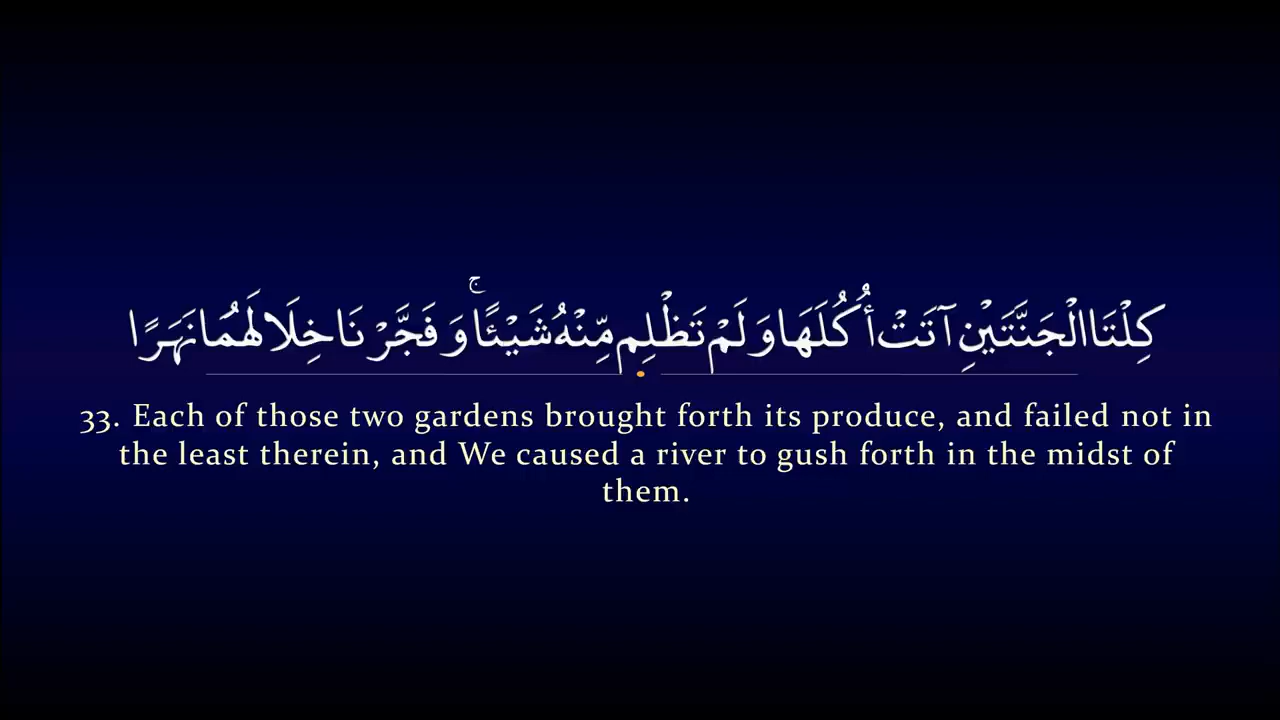 كِلْتَا الْجَنَّتَيْنِ آتَتْ أُكُلَهَا وَلَمْ تَظْلِم مِّنْهُ شَيْئًا ۚ وَفَجَّرْنَا خِلَالَهُمَا نَهَرًا
33. Each of those two gardens brought forth its produce, and failed not in
the least therein, and We caused a river to gush forth in the midst of
them.